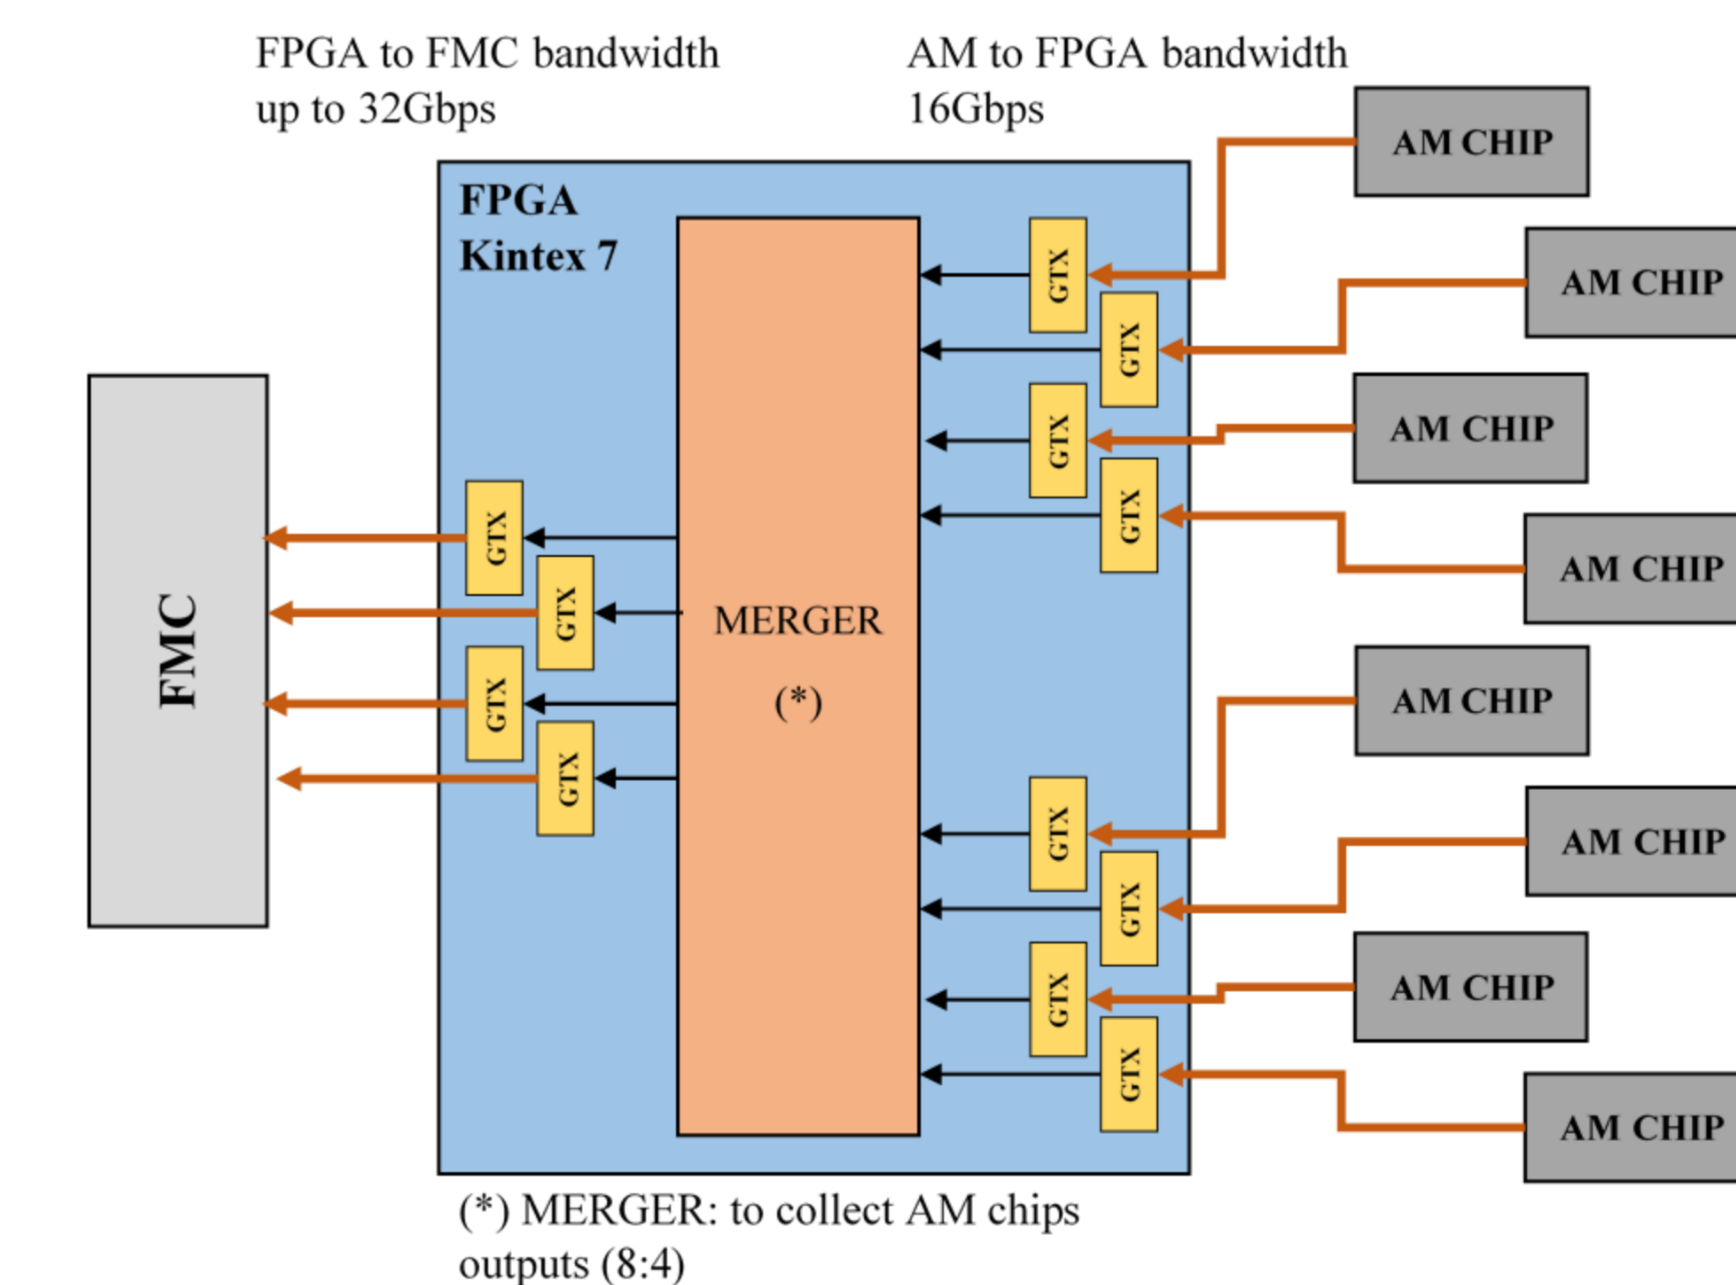 FPGA to FMC bandwidth
up to 32Gbps
AM to FPGA bandwidth
16Gbps
AM CHIP
AM CHIP
AM CHIP
AM CHIP
AM CHIP
AM CHIP
AM CHIP
AM CHIP
FPGA
Kintex 7
GTX
GTX
GTX
GTX
GTX
GTX
GTX
GTX
MERGER
(*)
GTX
GTX
GTX
GTX
FMC
(*) MERGER: to collect AM chips
outputs (8:4)